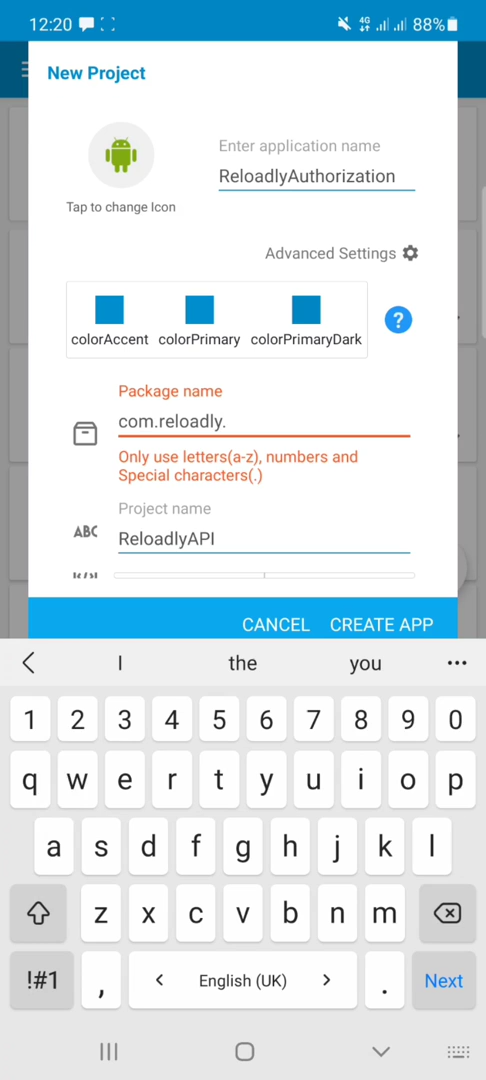 12:20 4G 88%
New Project
Enter application name
ReloadlyAuthorization
Tap to change Icon
Advanced Settings
?
colorAccent colorPrimary colorPrimaryDark
Package name
com.reloadly.
Only use letters(a-z), numbers and
Special characters(.)
Project name
ABC
ReloadlyAPI
CANCEL CREATE APP
I the you
1 2 3 4 5 6 7 8 9 0
q w e r t y u i o p
a s d f g h j k l
z x c v b n m
!#1 , < English (UK) > . Next